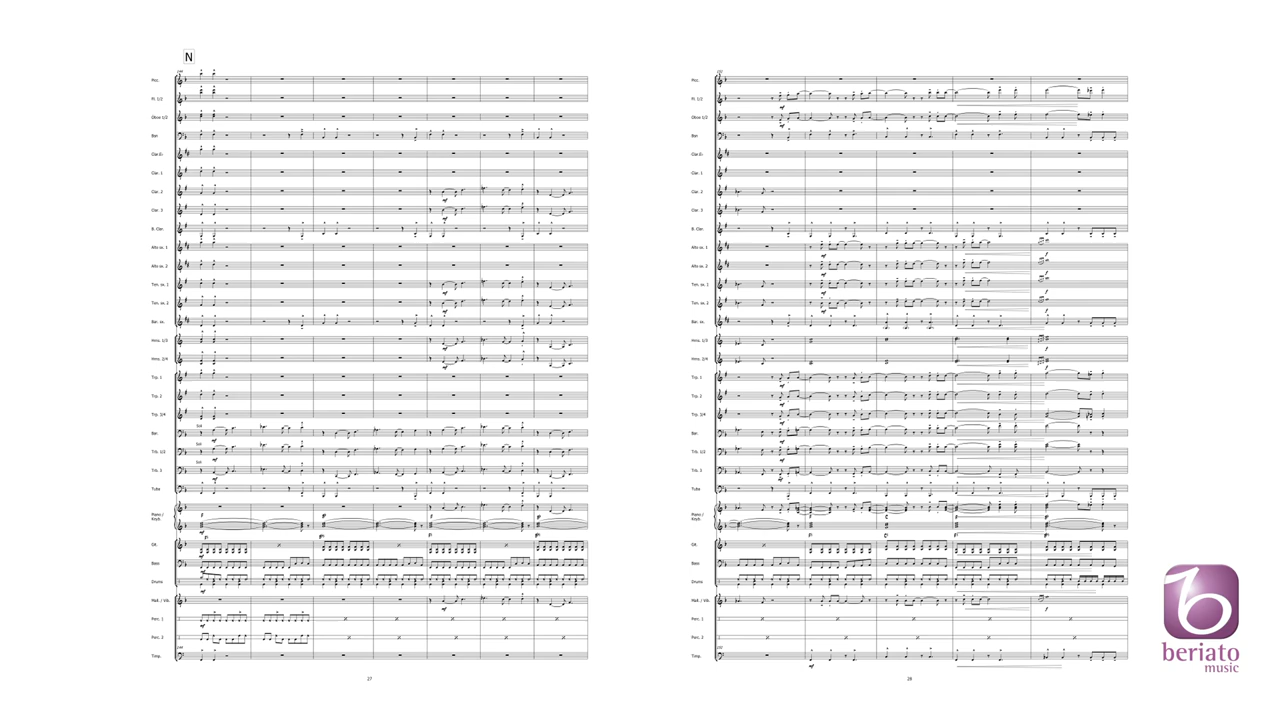 N
Picc.
Fl. 1/2
Oboe 1/2
Bsn
Clar.E♭
Clar. 1
Clar. 2
Clar. 3
B. Clar.
Alto sx. 1
Alto sx. 2
Ten. sx. 1
Ten. sx. 2
Bar. sx.
Hrns. 1/3
Hrns. 2/4
Trp. 1
Trp. 2
Trp. 3/4
Bar.
Trb. 1/2
Trb. 3
Tuba
Piano /
Keyb.
Git.
Bass
Drums
Mall. / Vib.
Perc. 1
Perc. 2
Timp.
27
Picc.
Fl. 1/2
Oboe 1/2
Bsn
Clar.E♭
Clar. 1
Clar. 2
Clar. 3
B. Clar.
Alto sx. 1
Alto sx. 2
Ten. sx. 1
Ten. sx. 2
Bar. sx.
Hrns. 1/3
Hrns. 2/4
Trp. 1
Trp. 2
Trp. 3/4
Bar.
Trb. 1/2
Trb. 3
Tuba
Piano /
Keyb.
Git.
Bass
Drums
Mall. / Vib.
Perc. 1
Perc. 2
Timp.
28
beriato
music